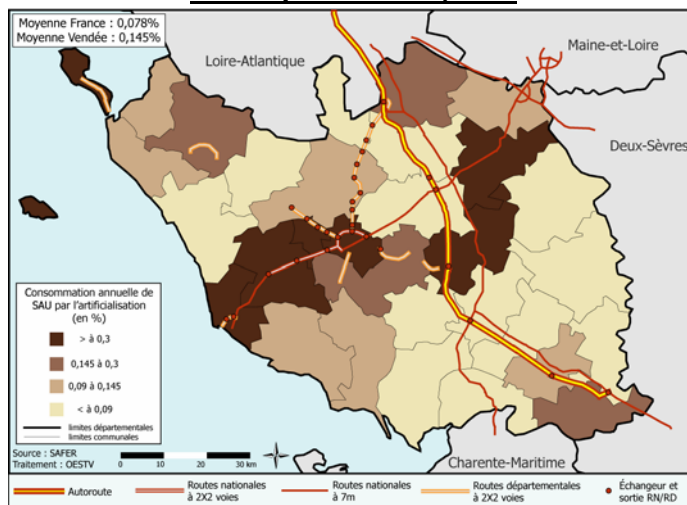 Moyenne France : 0,078%
Moyenne Vendée : 0,145%
Loire-Atlantique
Maine-et-Loire
Deux-Sèvres
Consommation annuelle de
SAU par l'artificialisation
(en %)
> à 0,3
0,145 à 0,3
0,09 à 0,145
< à 0,09
limites départementales
limites communales
Source : SAFER
Traitement : OESTV
0 10 20 30 km
Charente-Maritime
Autoroute
Routes nationales
à 2X2 voies
Routes nationales
à 7m
Routes départementales
à 2X2 voies
Échangeur et
sortie RN/RD